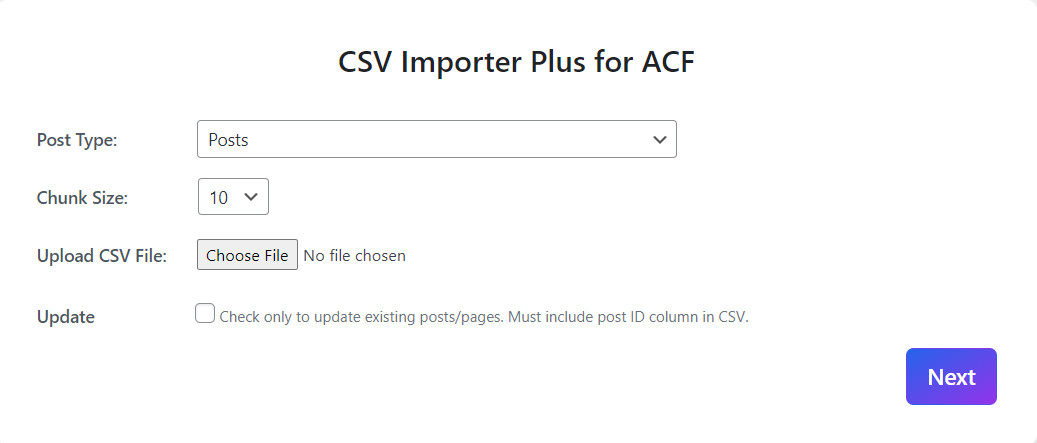 CSV Importer Plus for ACF
Post Type: Posts
Chunk Size: 10
Upload CSV File: Choose File No file chosen
Update Check only to update existing posts/pages. Must include post ID column in CSV.
Next